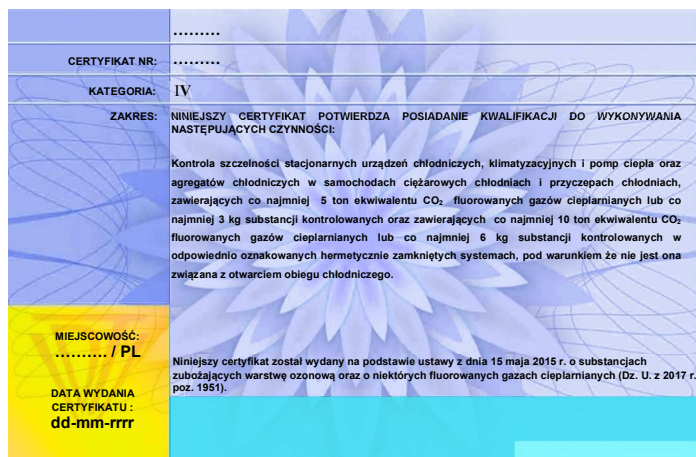 .........
CERTYFIKAT NR: .........
KATEGORIA: IV
ZAKRES: NINIEJSZY CERTYFIKAT POTWIERDZA POSIADANIE KWALIFIKACJI DO WYKONYWANIA
NASTĘPUJĄCYCH CZYNNOŚCI:
Kontrola szczelności stacjonarnych urządzeń chłodniczych, klimatyzacyjnych i pomp ciepła oraz
agregatów chłodniczych w samochodach ciężarowych chłodniach i przyczepach chłodniach,
zawierających co najmniej 5 ton ekwiwalentu CO₂ fluorowanych gazów cieplarnianych lub co
najmniej 3 kg substancji kontrolowanych oraz zawierających co najmniej 10 ton ekwiwalentu CO₂
fluorowanych gazów cieplarnianych lub co najmniej 6 kg substancji kontrolowanych w
odpowiednio oznakowanych hermetycznie zamkniętych systemach, pod warunkiem że nie jest ona
związana z otwarciem obiegu chłodniczego.
MIEJSCOWOŚĆ:
.......... / PL
Niniejszy certyfikat został wydany na podstawie ustawy z dnia 15 maja 2015 r. o substancjach
zubożających warstwę ozonową oraz o niektórych fluorowanych gazach cieplarnianych (Dz. U. z 2017 r.
poz. 1951).
DATA WYDANIA
CERTYFIKATU :
dd-mm-rrrr